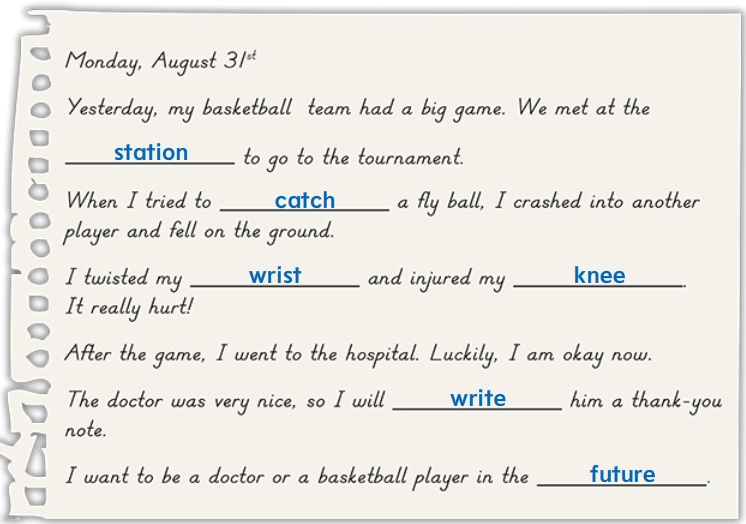 Monday, August 31st
Yesterday, my basketball team had a big game. We met at the
station to go to the tournament.
When I tried to catch a fly ball, I crashed into another
player and fell on the ground.
I twisted my wrist and injured my knee.
It really hurt!
After the game, I went to the hospital. Luckily, I am okay now.
The doctor was very nice, so I will write him a thank-you
note.
I want to be a doctor or a basketball player in the future.